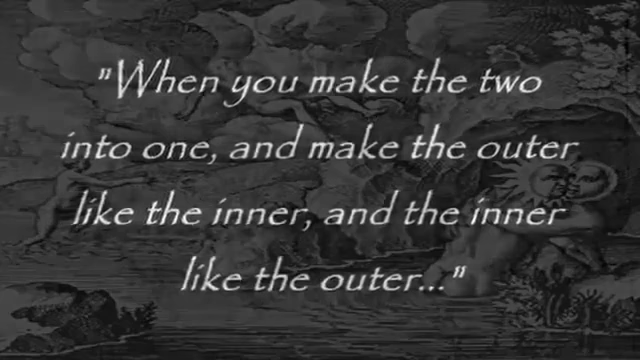 "When you make the two
into one, and make the outer
like the inner, and the inner
like the outer..."